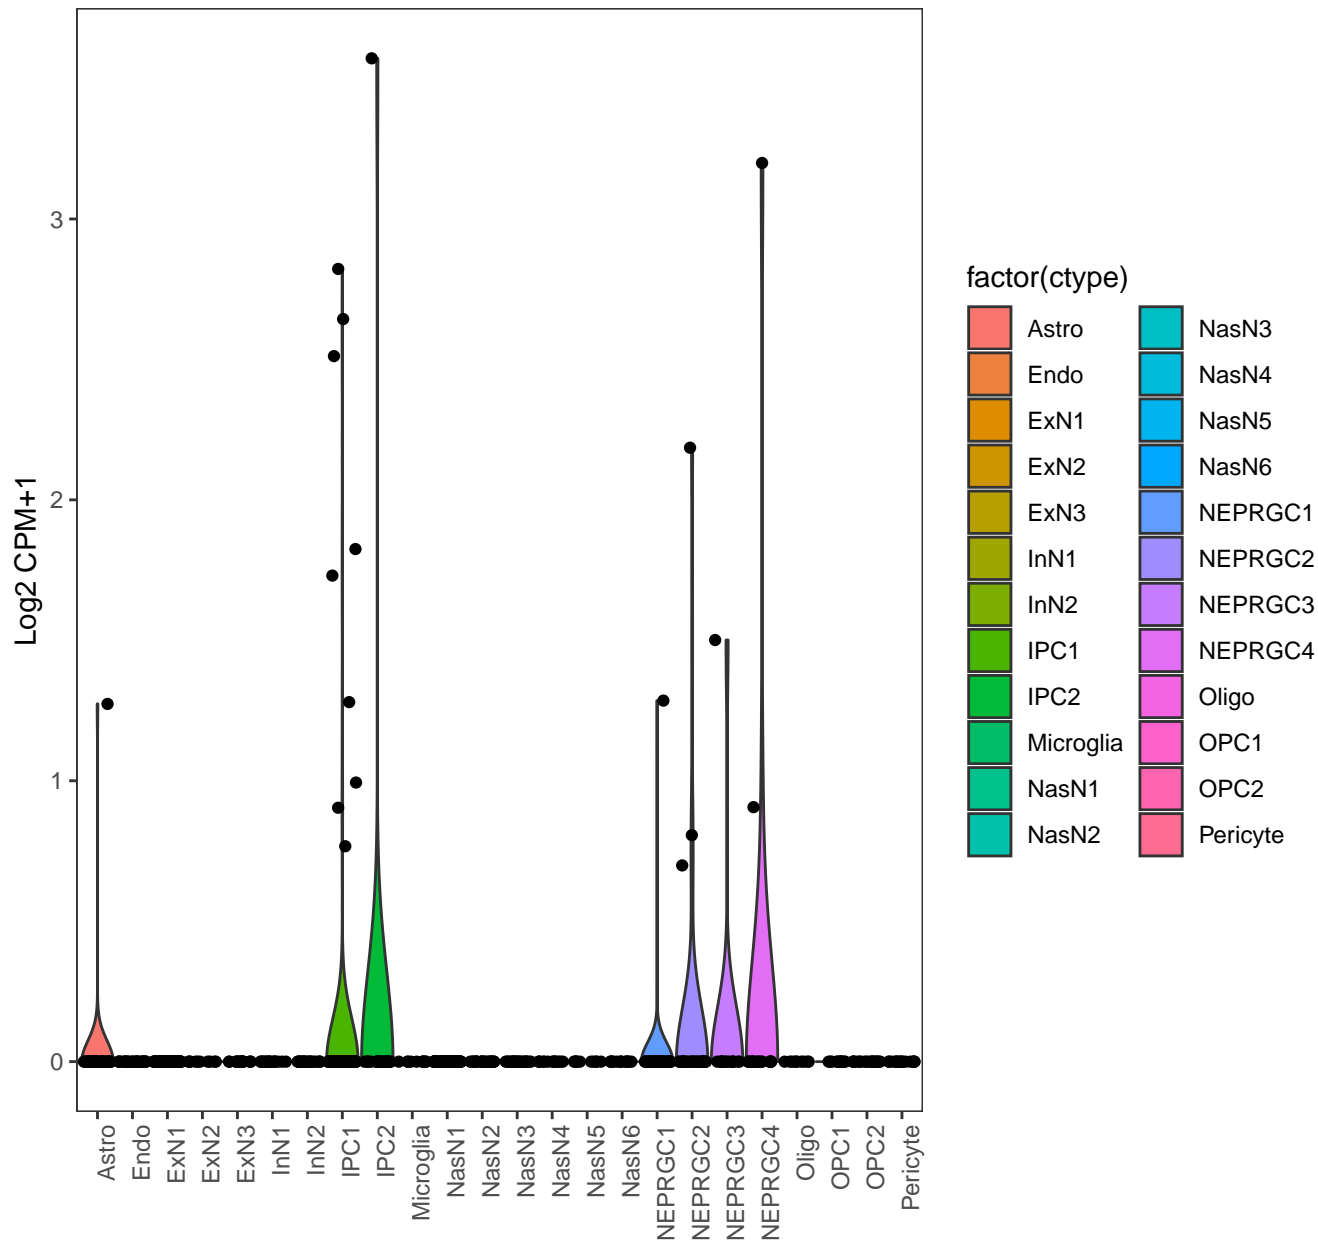 Log2 CPM+1
3
2
1
0
Astro
Endo
ExN1
ExN2
ExN3
InN1
InN2
IPC1
IPC2
Microglia
NasN1
NasN2
NasN3
NasN4
NasN5
NasN6
NEPRGC1
NEPRGC2
NEPRGC3
NEPRGC4
Oligo
OPC1
OPC2
Pericyte
factor(ctype)
Astro
Endo
ExN1
ExN2
ExN3
InN1
InN2
IPC1
IPC2
Microglia
NasN1
NasN2
NasN3
NasN4
NasN5
NasN6
NEPRGC1
NEPRGC2
NEPRGC3
NEPRGC4
Oligo
OPC1
OPC2
Pericyte